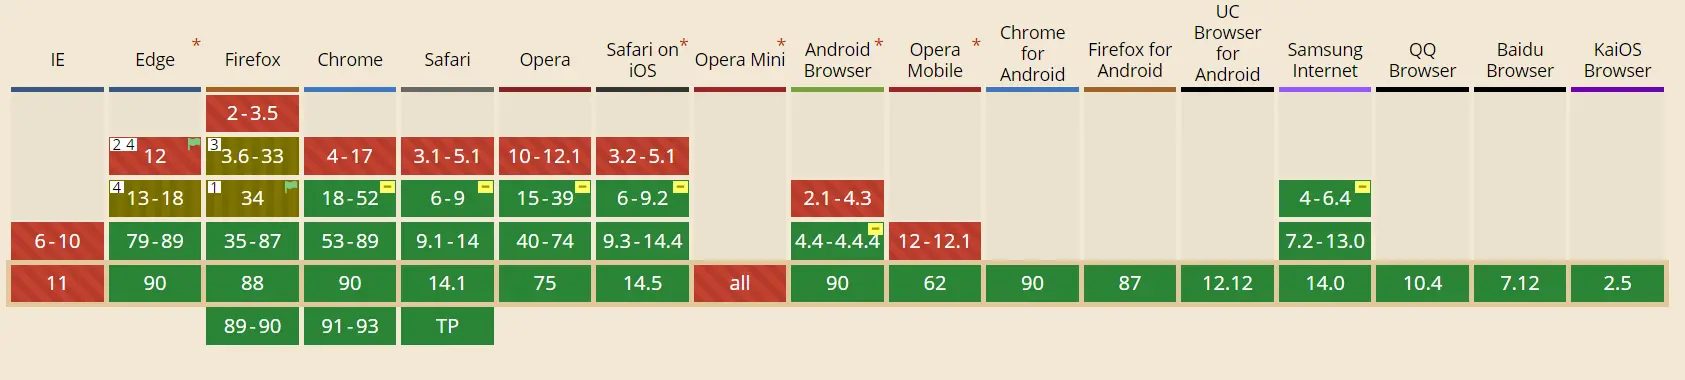 IE Edge * Firefox Chrome Safari Opera Safari on * iOS Opera Mini * Android * Browser Opera * Mobile Chrome for Android Firefox for Android UC Browser for Android Samsung Internet QQ Browser Baidu Browser KaiOS Browser
2-3.5
2 4 12 3 3.6-33 4-17 3.1-5.1 10-12.1 3.2-5.1
4 13-18 1 34 18-52 - 6-9 - 15-39 - 6-9.2 - 2.1-4.3 4-6.4 -
6-10 79-89 35-87 53-89 9.1-14 40-74 9.3-14.4 4.4-4.4.4 - 12-12.1 7.2-13.0
11 90 88 90 14.1 75 14.5 all 90 62 90 87 12.12 14.0 10.4 7.12 2.5
89-90 91-93 TP